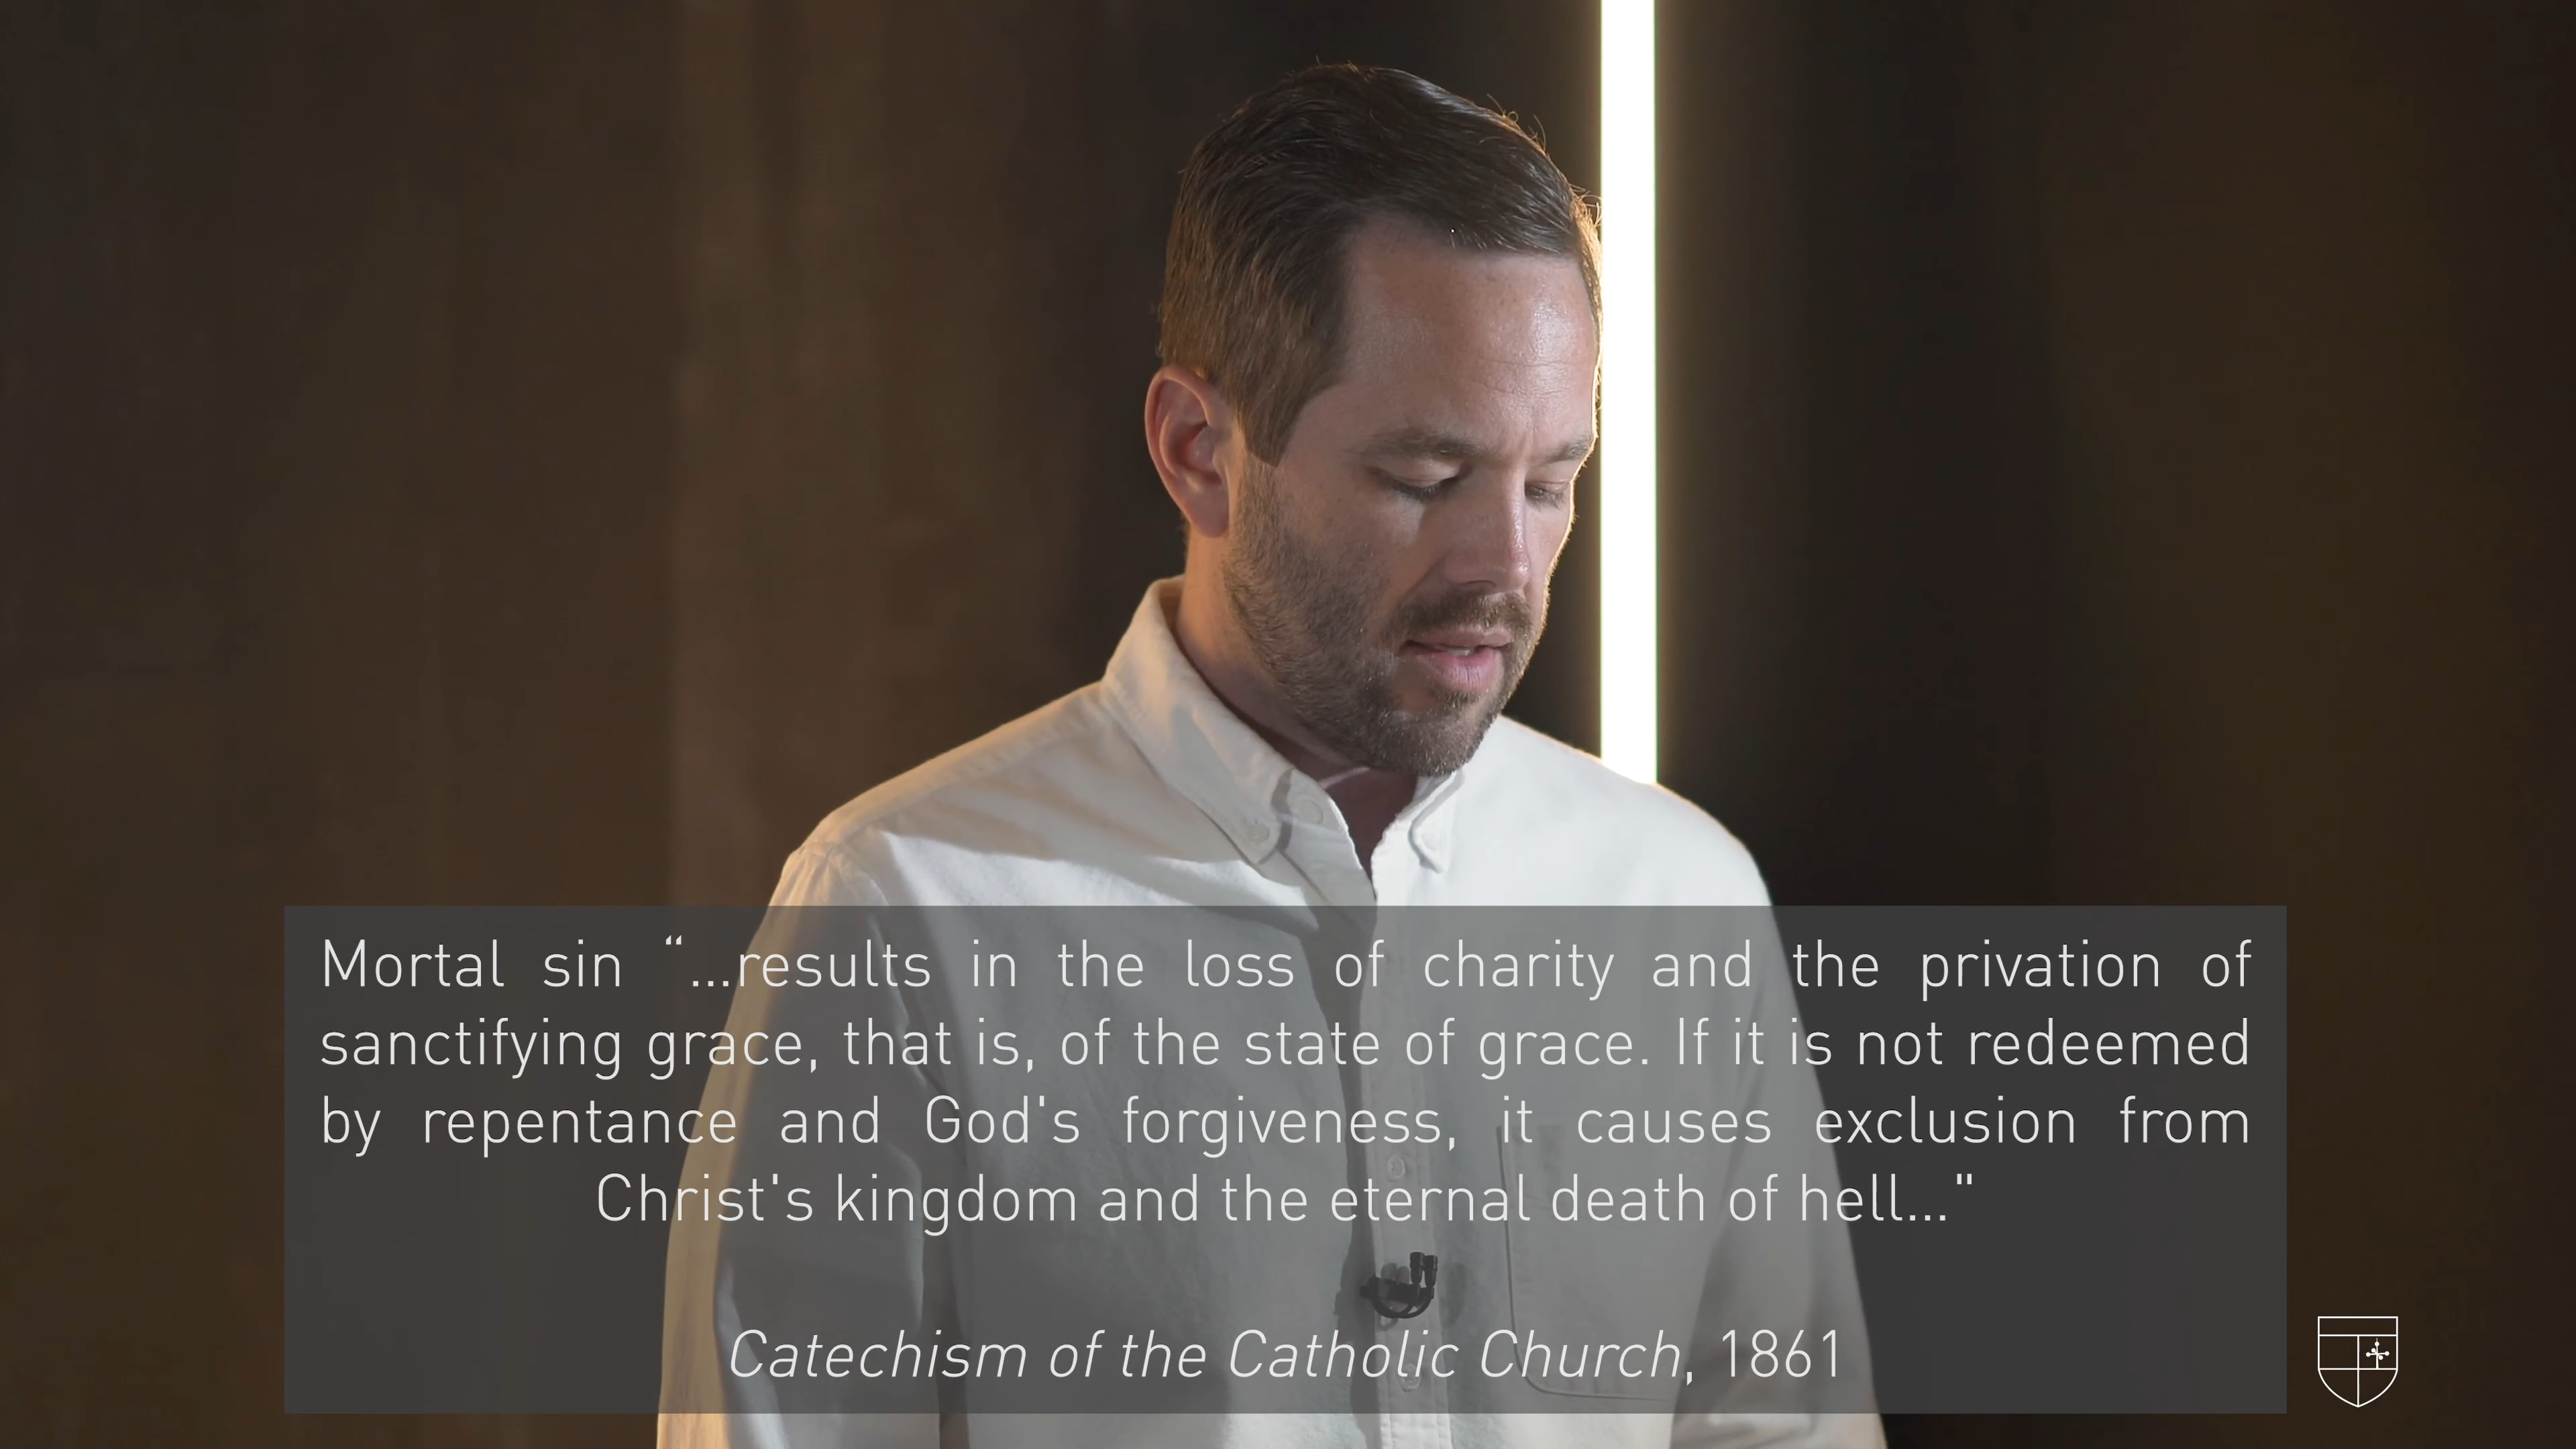 Mortal sin “...results in the loss of charity and the privation of
sanctifying grace, that is, of the state of grace. If it is not redeemed
by repentance and God's forgiveness, it causes exclusion from
Christ's kingdom and the eternal death of hell..."
Catechism of the Catholic Church, 1861